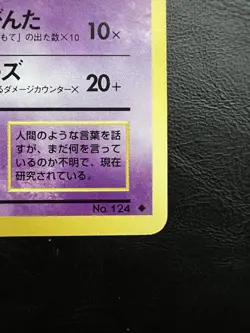 んた
もて」の出た数×10 10×
ズ
るダメージカウンター× 20+
人間のような言葉を話
すが、まだ何を言って
いるのか不明で、現在
研究されている。
No. 124 ◆